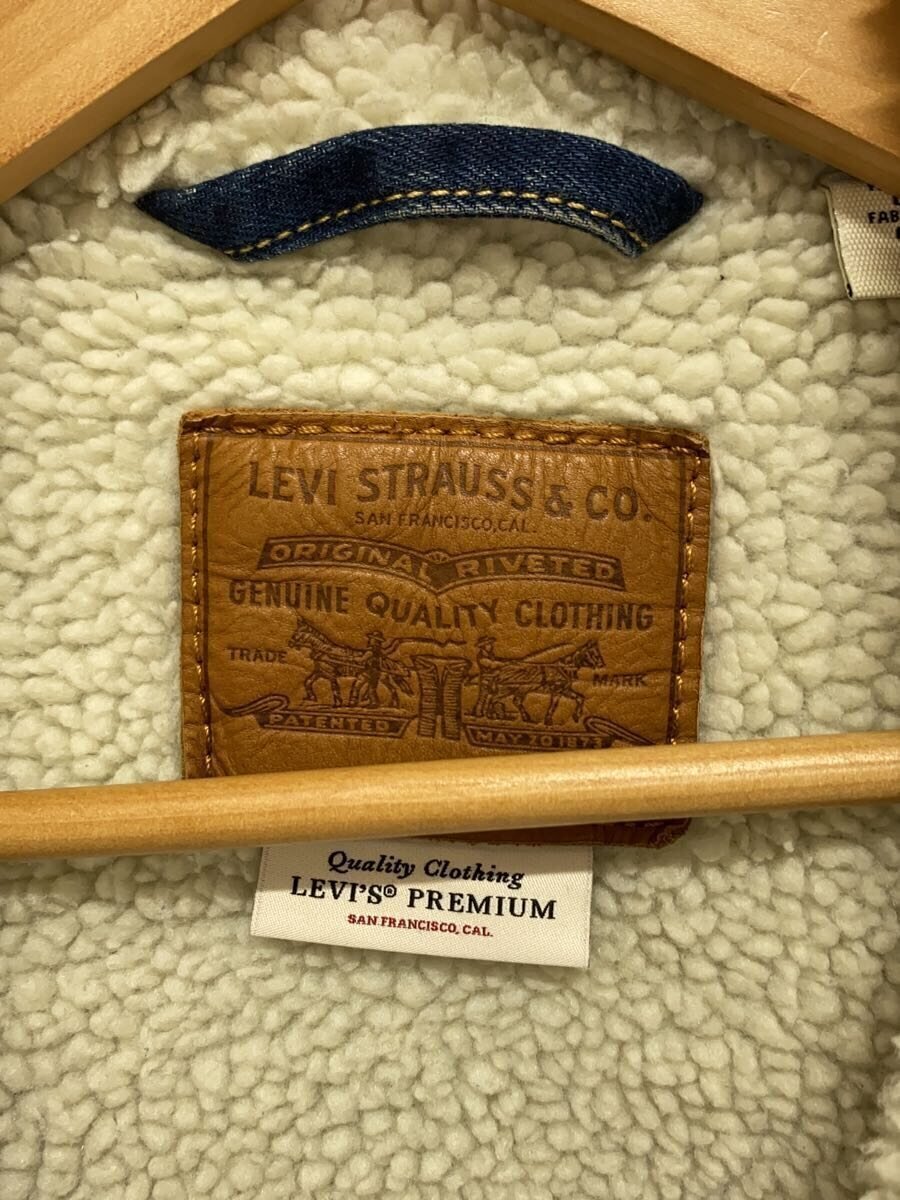 FAB
LEVI STRAUSS & CO.
SAN FRANCISCO, CAL.
ORIGINAL RIVETED
GENUINE QUALITY CLOTHING
TRADE MARK
PATENTED MAY 20 1873
Quality Clothing
LEVI'S® PREMIUM
SAN FRANCISCO, CAL.